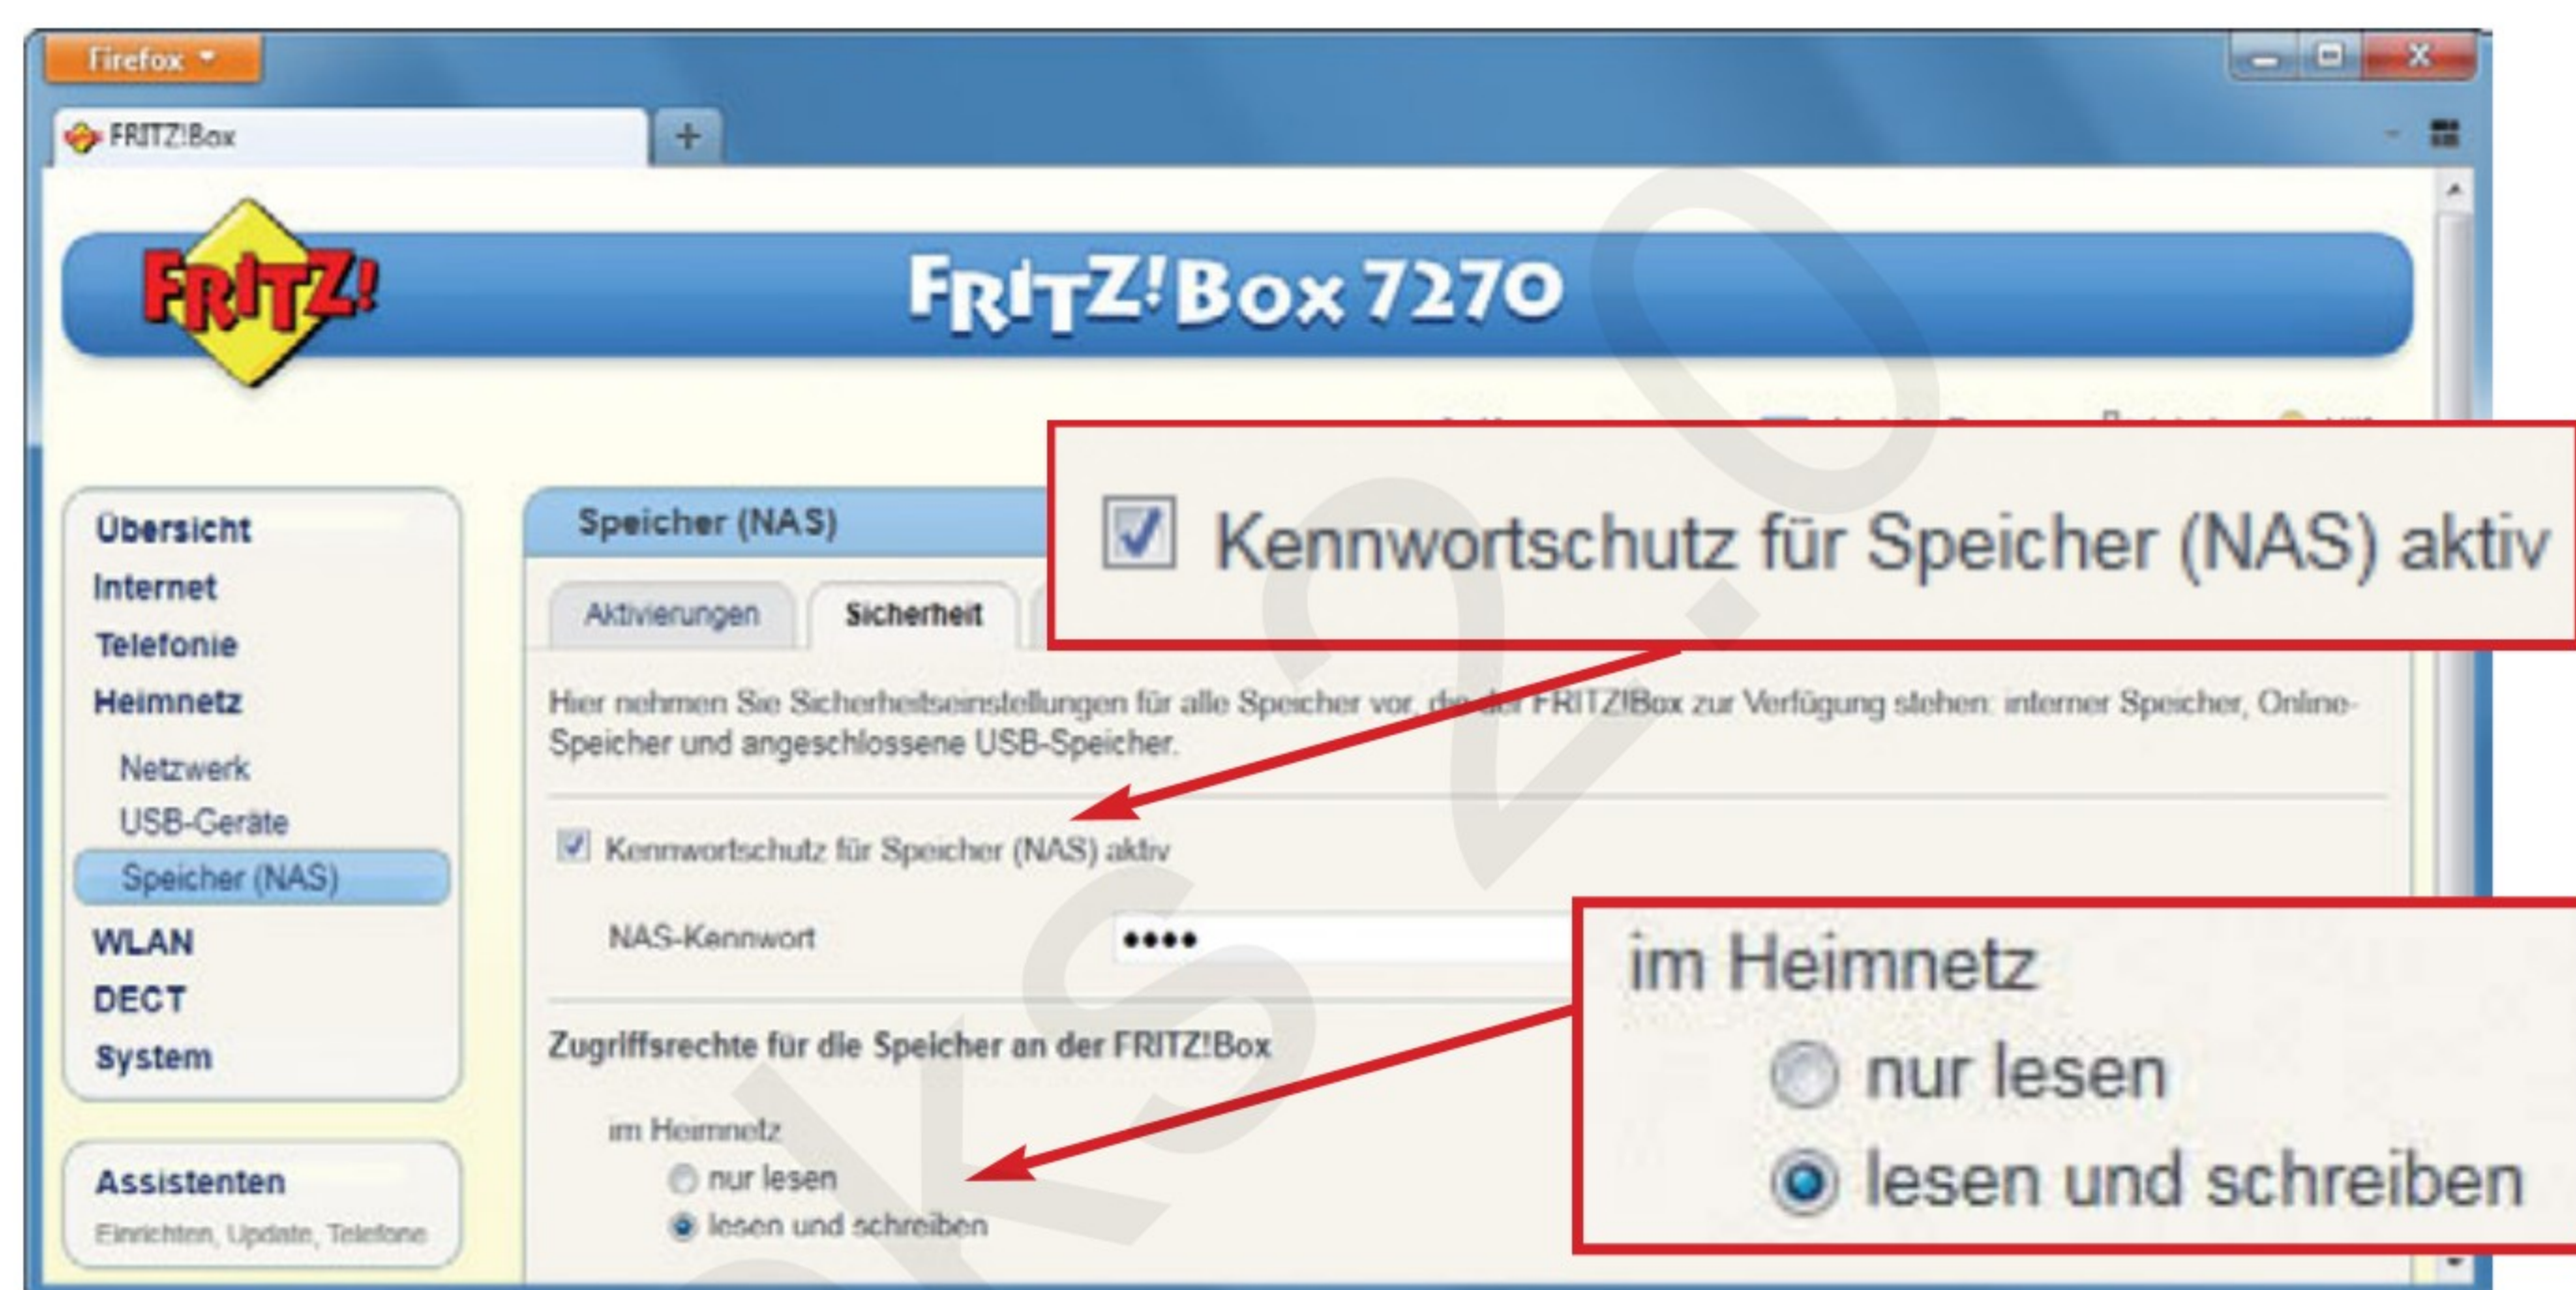 Firefox
FRITZ!Box
+
FRITZ!
FRITZ!Box 7270
Kennwortschutz für Speicher (NAS) aktiv
Übersicht
Internet
Telefonie
Heimnetz
Netzwerk
USB-Geräte
Speicher (NAS)
WLAN
DECT
System
Assistenten
Einrichten, Update, Telefone
Speicher (NAS)
Aktivierungen
Sicherheit
Hier nehmen Sie Sicherheitseinstellungen für alle Speicher vor, die der FRITZ!Box zur Verfügung stehen: interner Speicher, Online-
Speicher und angeschlossene USB-Speicher.
Kennwortschutz für Speicher (NAS) aktiv
NAS-Kennwort ••••
Zugriffsrechte für die Speicher an der FRITZ!Box
im Heimnetz
nur lesen
lesen und schreiben
im Heimnetz
nur lesen
lesen und schreiben
ks 2.0